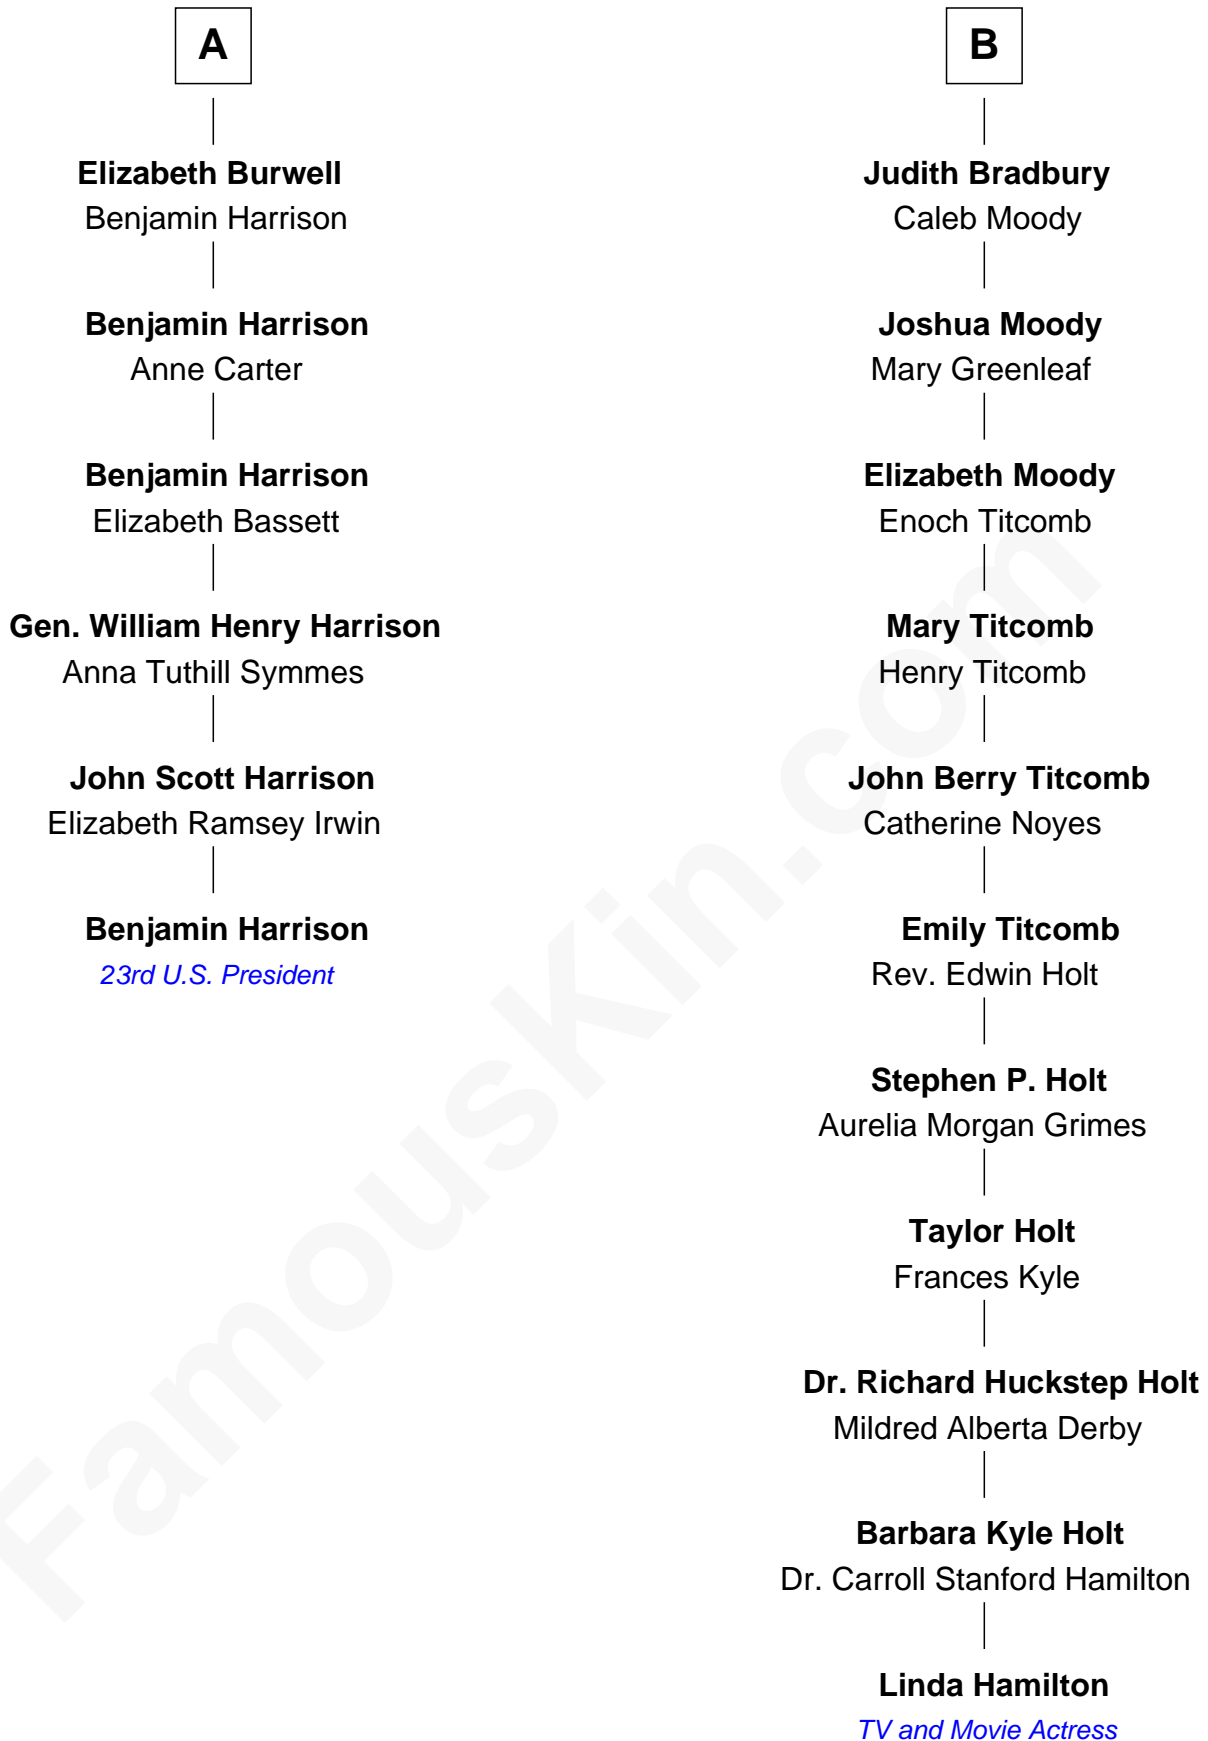 A
Elizabeth Burwell
Benjamin Harrison
Benjamin Harrison
Anne Carter
Benjamin Harrison
Elizabeth Bassett
Gen. William Henry Harrison
Anna Tuthill Symmes
John Scott Harrison
Elizabeth Ramsey Irwin
Benjamin Harrison
23rd U.S. President
B
Judith Bradbury
Caleb Moody
Joshua Moody
Mary Greenleaf
Elizabeth Moody
Enoch Titcomb
Mary Titcomb
Henry Titcomb
John Berry Titcomb
Catherine Noyes
Emily Titcomb
Rev. Edwin Holt
Stephen P. Holt
Aurelia Morgan Grimes
Taylor Holt
Frances Kyle
Dr. Richard Huckstep Holt
Mildred Alberta Derby
Barbara Kyle Holt
Dr. Carroll Stanford Hamilton
Linda Hamilton
TV and Movie Actress
FamousKin.com